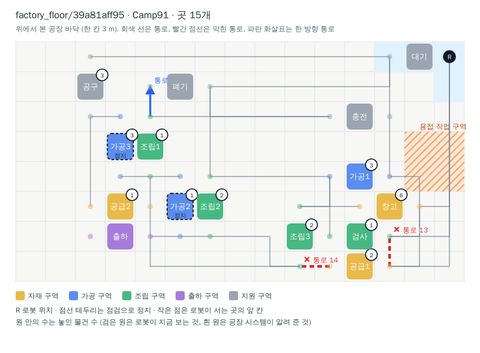 factory_floor/39a81aff95 · Camp91 · 곳 15개
위에서 본 공장 바닥 (한 칸 3 m). 회색 선은 통로, 빨간 점선은 막힌 통로, 파란 화살표는 한 방향 통로
대기
R
3
공구
통로
폐기
충전
용접 작업 구역
3
가공3
1
조립1
3
가공1
1
공급2
1
가공2
2
조립2
6
창고
출하
2
조립3
1
검사
✕ 통로 13
✕ 통로 14
2
공급1
자재 구역
가공 구역
조립 구역
출하 구역
지원 구역
R 로봇 위치 · 점선 테두리는 점검으로 정지 · 작은 점은 로봇이 서는 곳의 앞 칸
원 안의 수는 놓인 물건 수 (검은 원은 로봇이 지금 보는 것, 흰 원은 공장 시스템이 알려 준 것)